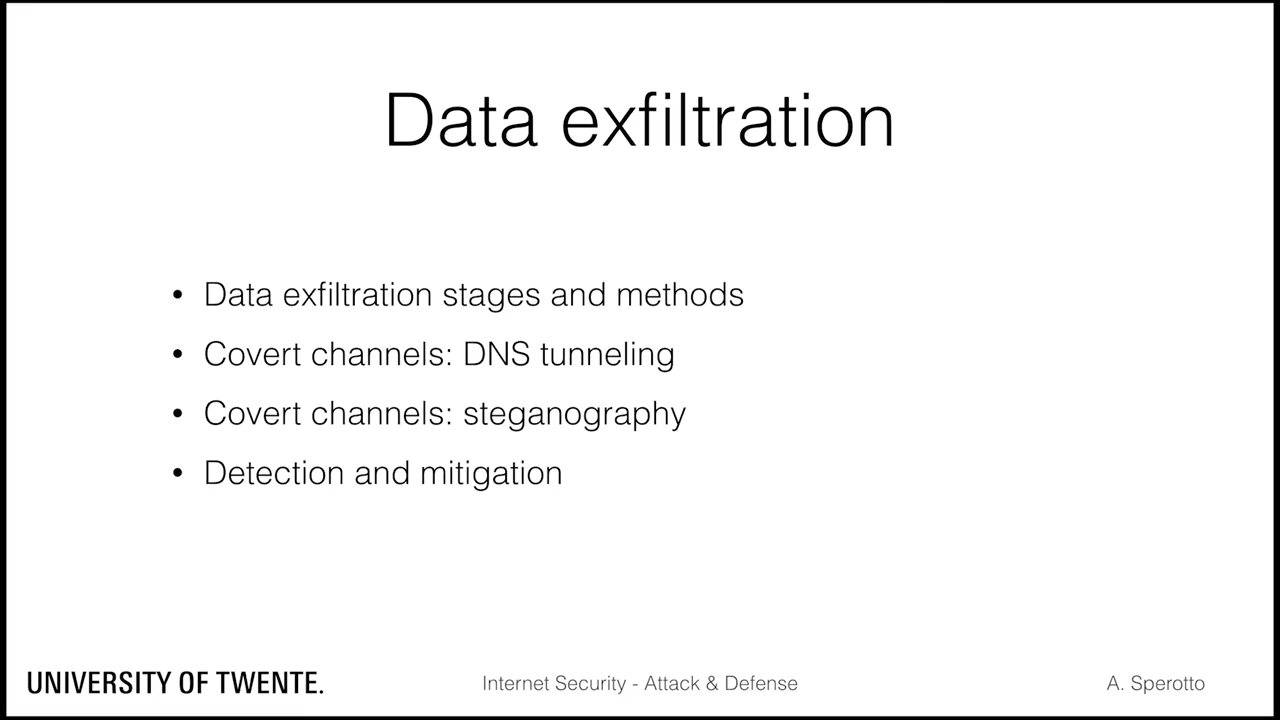 Data exfiltration
• Data exfiltration stages and methods
• Covert channels: DNS tunneling
• Covert channels: steganography
• Detection and mitigation
UNIVERSITY OF TWENTE.
Internet Security - Attack & Defense
A. Sperotto